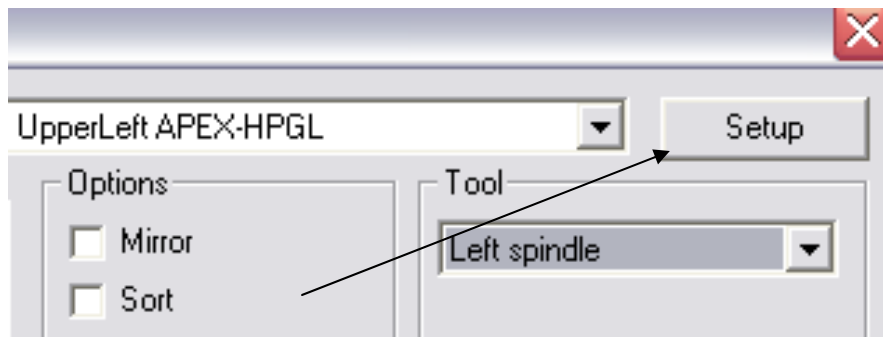 UpperLeft APEX-HPGL Setup
Options Tool
Mirror Left spindle
Sort